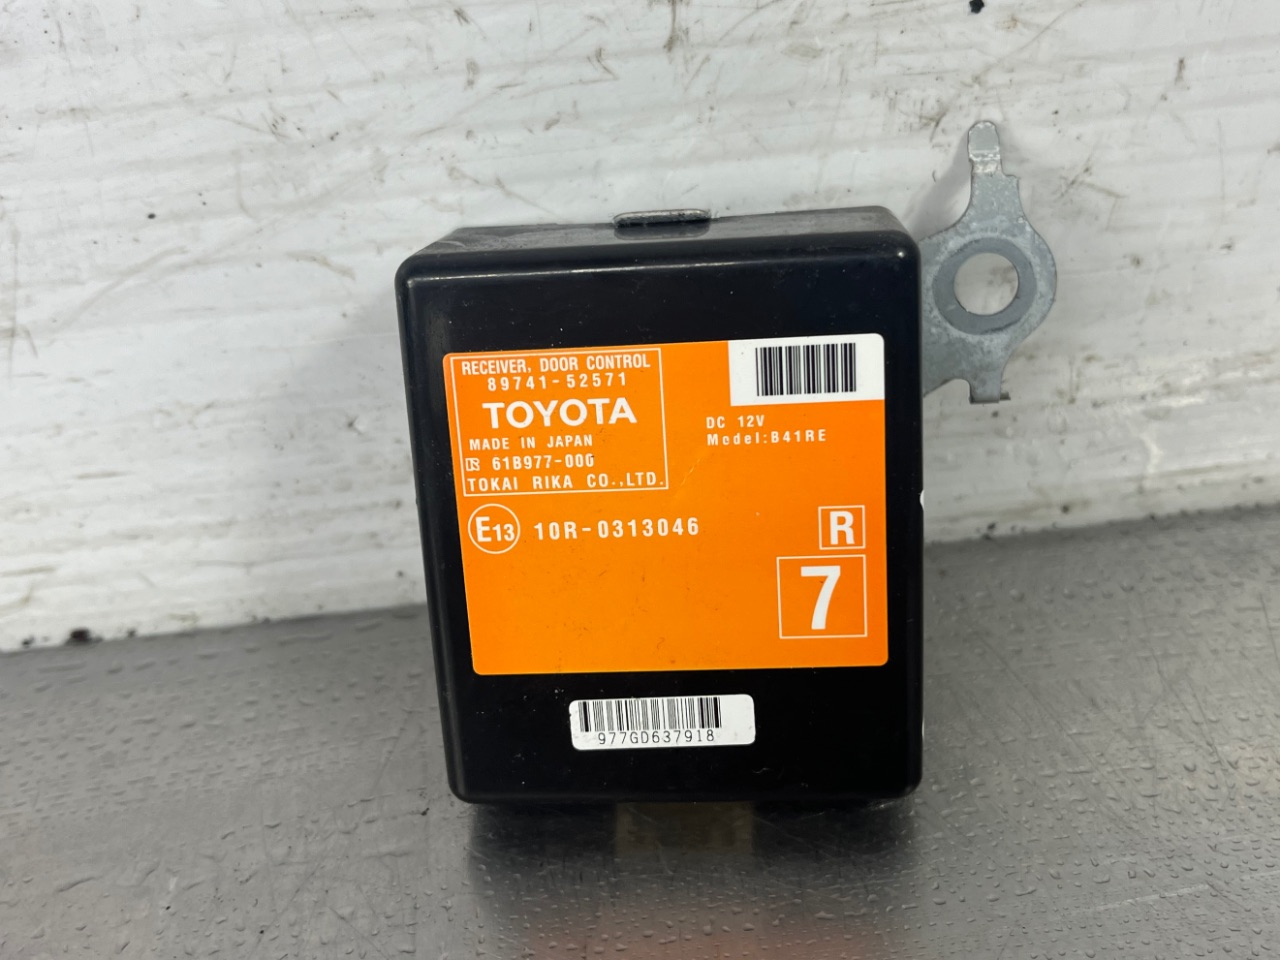 RECEIVER, DOOR CONTROL
89741-52571
TOYOTA
MADE IN JAPAN
61B977-000
TOKAI RIKA CO.,LTD.
DC 12V
Model:B41RE
E13 10R-0313046
R
7
977GD637918